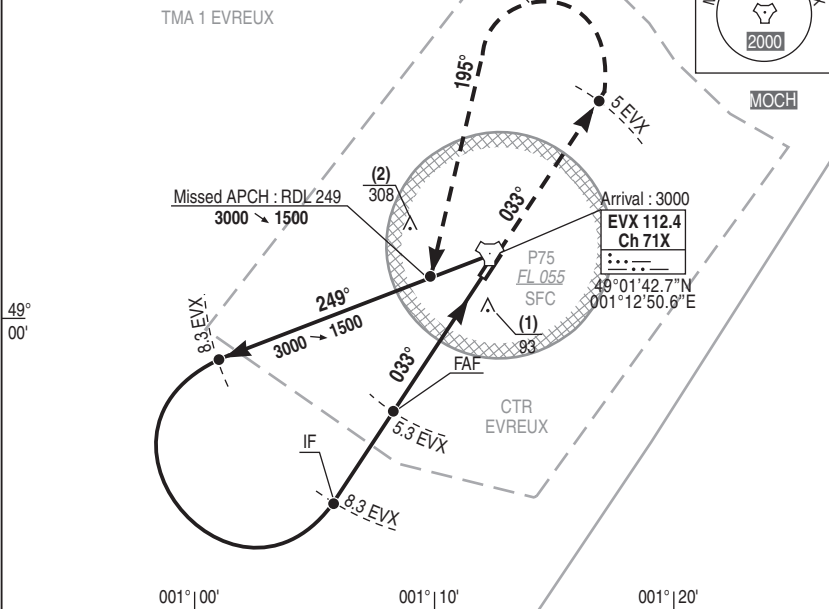 TMA 1 EVREUX
2000
MOCH
195°
5 EVX
(2)
308
Missed APCH : RDL 249
3000 ↘ 1500
033°
Arrival : 3000
EVX 112.4
Ch 71X
49°01'42.7"N
001°12'50.6"E
P75
FL 055
SFC
49°
00'
8.3 EVX
249°
3000 ↘ 1500
(1)
93
033°
FAF
CTR
EVREUX
5.3 EVX
IF
8.3 EVX
001° 00'
001° 10'
001° 20'